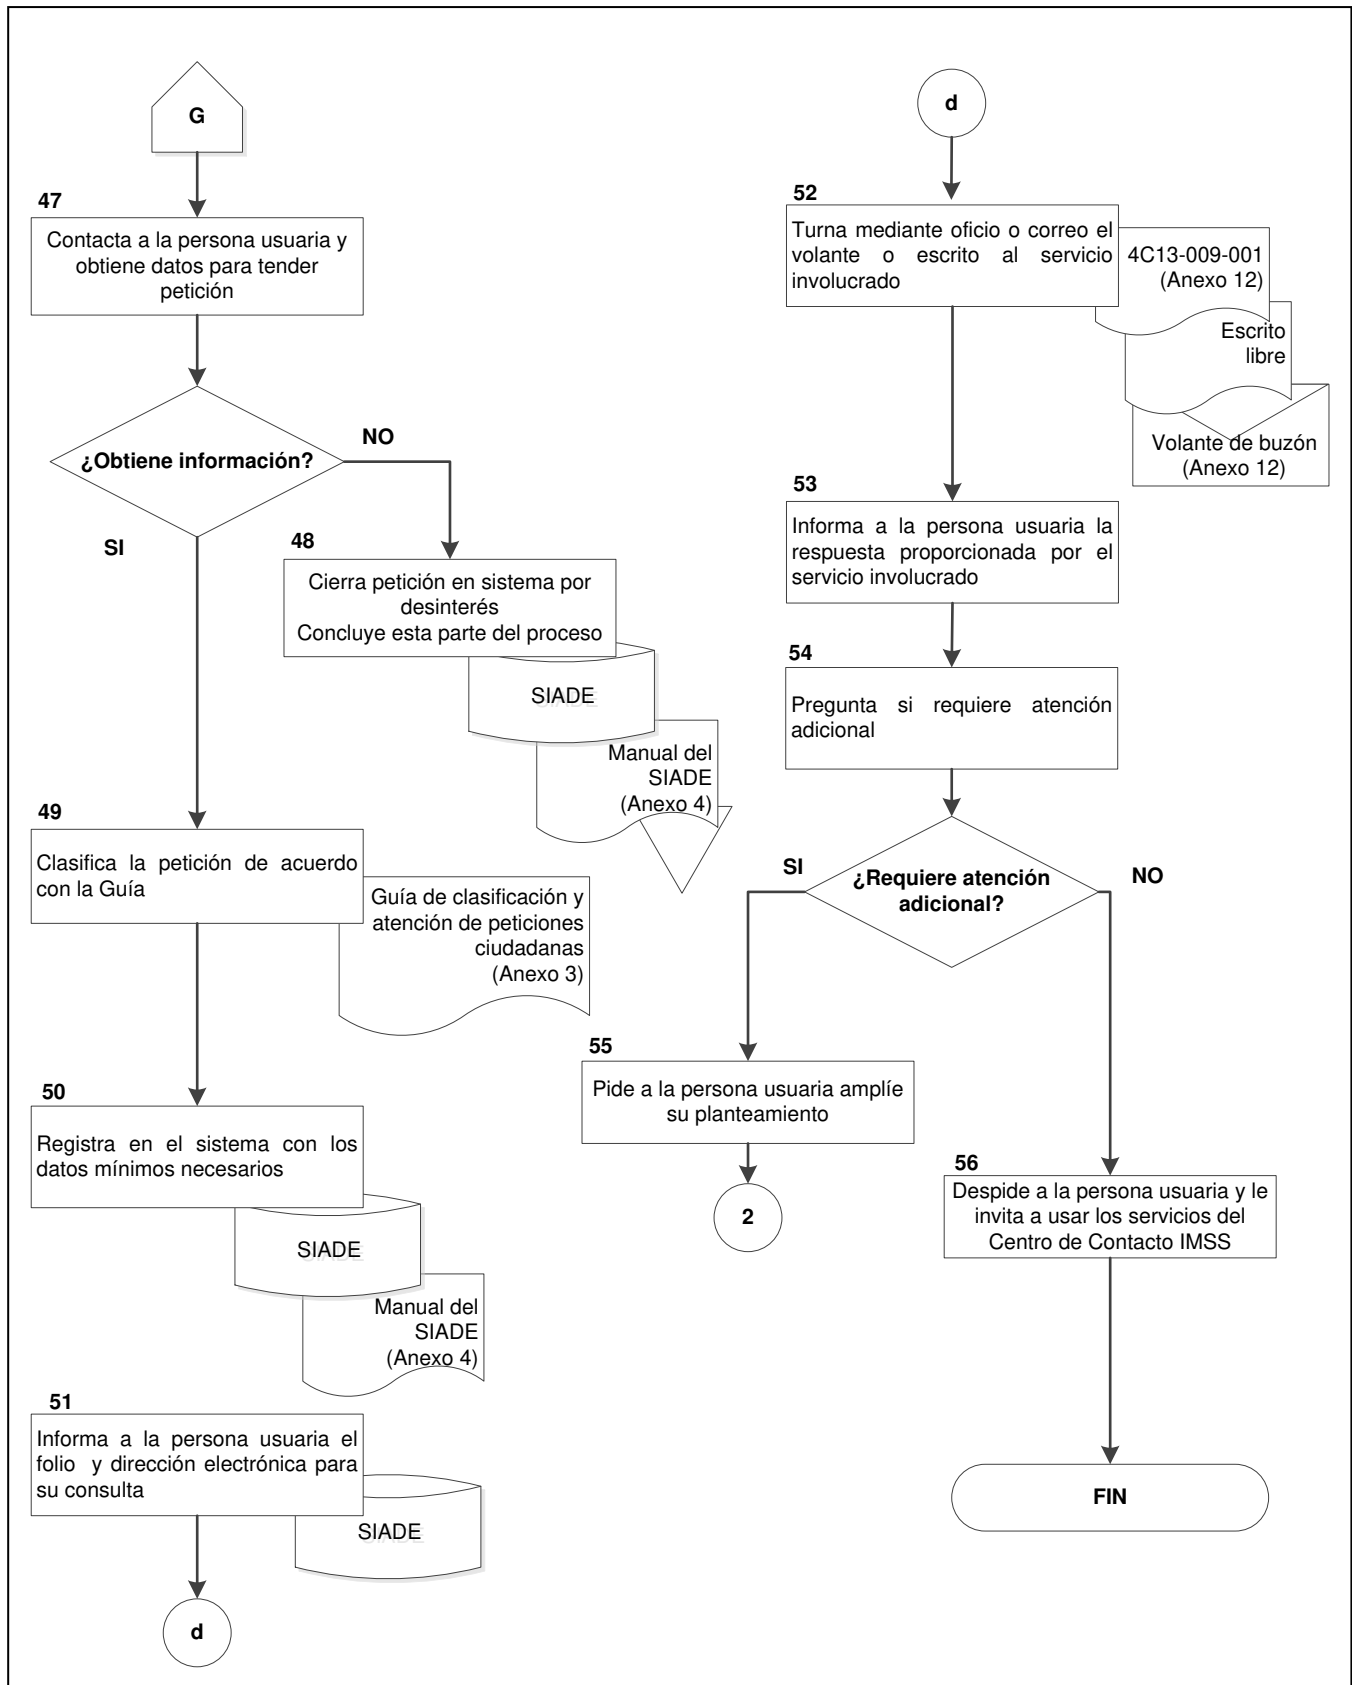 G
47
Contacta a la persona usuaria y
obtiene datos para tender
petición
¿Obtiene información?
NO
SI
48
Cierra petición en sistema por
desinterés
Concluye esta parte del proceso
SIADE
Manual del
SIADE
(Anexo 4)
49
Clasifica la petición de acuerdo
con la Guía
Guía de clasificación y
atención de peticiones
ciudadanas
(Anexo 3)
50
Registra en el sistema con los
datos mínimos necesarios
SIADE
Manual del
SIADE
(Anexo 4)
51
Informa a la persona usuaria el
folio y dirección electrónica para
su consulta
SIADE
d
d
52
Turna mediante oficio o correo el
volante o escrito al servicio
involucrado
4C13-009-001
(Anexo 12)
Escrito
libre
Volante de buzón
(Anexo 12)
53
Informa a la persona usuaria la
respuesta proporcionada por el
servicio involucrado
54
Pregunta si requiere atención
adicional
¿Requiere atención
adicional?
SI
NO
55
Pide a la persona usuaria amplíe
su planteamiento
2
56
Despide a la persona usuaria y le
invita a usar los servicios del
Centro de Contacto IMSS
FIN